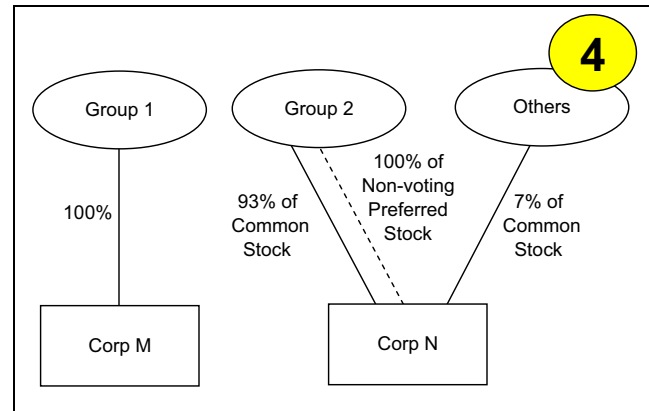 4
Group 1
Group 2
Others
100%
93% of
Common
Stock
100% of
Non-voting
Preferred
Stock
7% of
Common
Stock
Corp M
Corp N